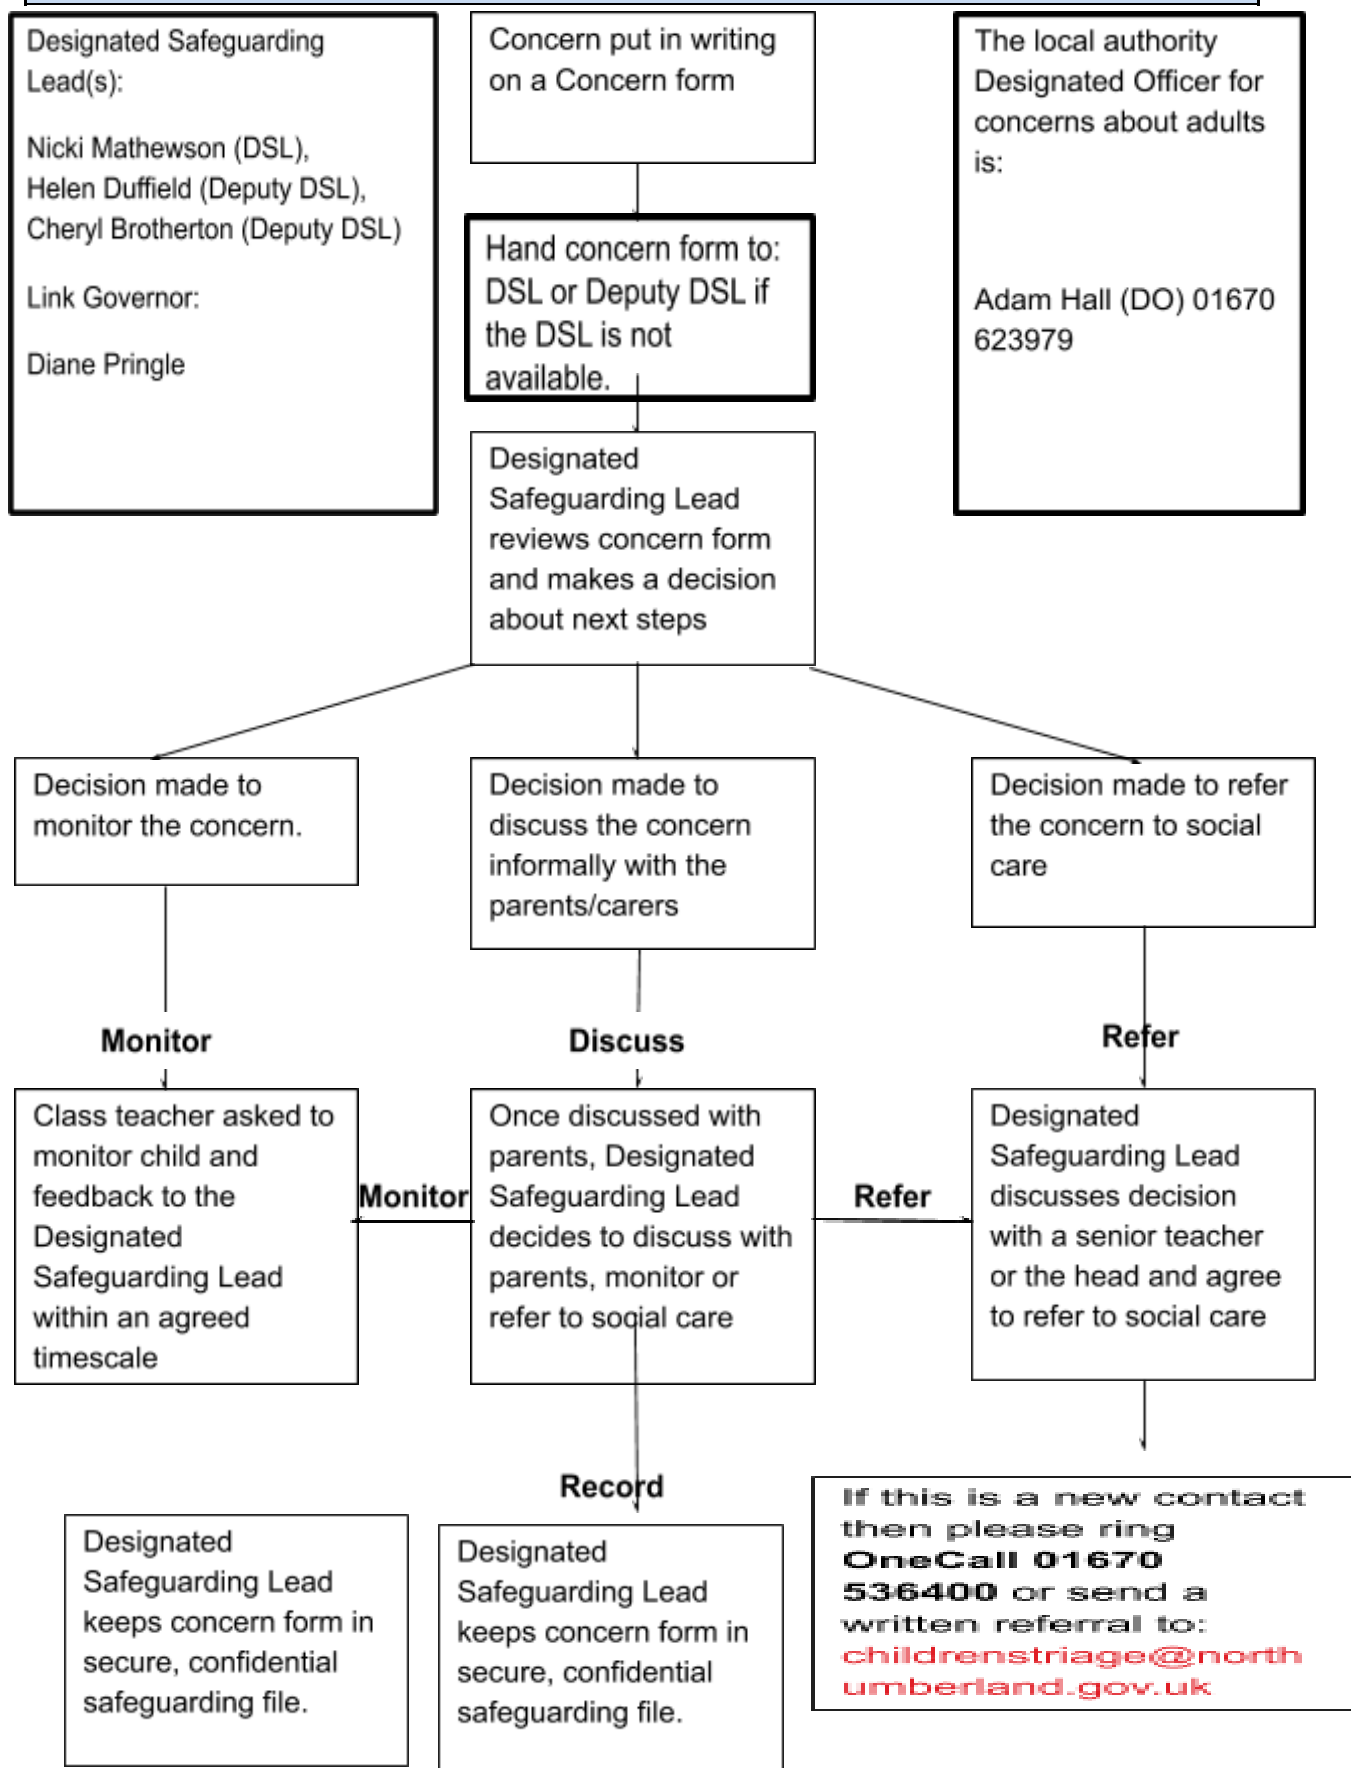 Designated Safeguarding
Lead(s):
Nicki Mathewson (DSL),
Helen Duffield (Deputy DSL),
Cheryl Brotherton (Deputy DSL)
Link Governor:
Diane Pringle
Concern put in writing
on a Concern form
The local authority
Designated Officer for
concerns about adults
is:
Adam Hall (DO) 01670
623979
Hand concern form to:
DSL or Deputy DSL if
the DSL is not
available.
Designated
Safeguarding Lead
reviews concern form
and makes a decision
about next steps
Decision made to
monitor the concern.
Decision made to
discuss the concern
informally with the
parents/carers
Decision made to refer
the concern to social
care
Monitor
Discuss
Refer
Class teacher asked to
monitor child and
feedback to the
Designated
Safeguarding Lead
within an agreed
timescale
Monitor
Once discussed with
parents, Designated
Safeguarding Lead
decides to discuss with
parents, monitor or
refer to social care
Refer
Designated
Safeguarding Lead
discusses decision
with a senior teacher
or the head and agree
to refer to social care
Record
Designated
Safeguarding Lead
keeps concern form in
secure, confidential
safeguarding file.
Designated
Safeguarding Lead
keeps concern form in
secure, confidential
safeguarding file.
If this is a new contact
then please ring
OneCall 01670
536400 or send a
written referral to:
childrenstriage@north
umberland.gov.uk